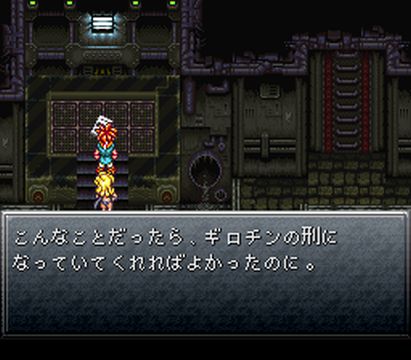 こんなことだったら、ギロチンの刑に
なっていてくれればよかったのに。